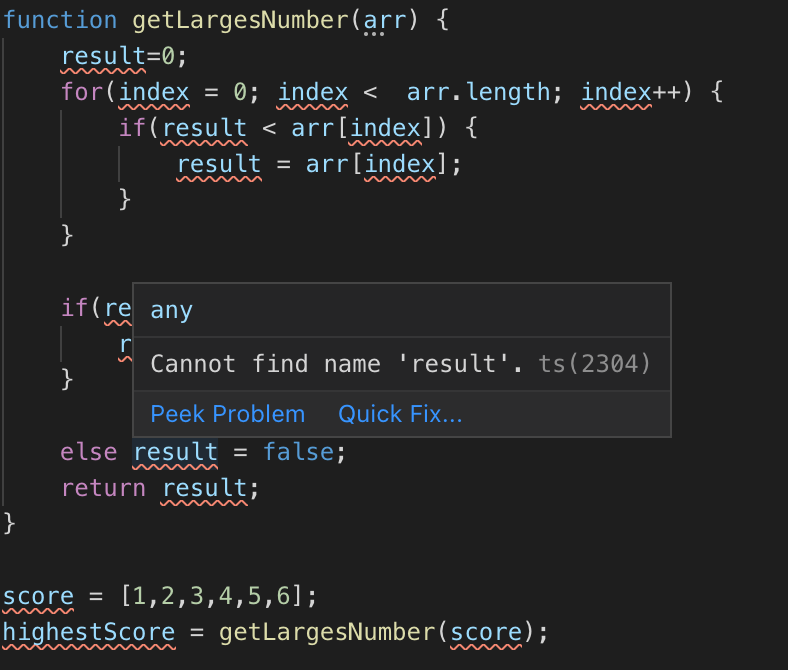 function getLargesNumber(arr) {
result=0;
for(index = 0; index <  arr.length; index++) {
if(result < arr[index]) {
result = arr[index];
}
}
if(re
any
r
Cannot find name 'result'. ts(2304)
}
Peek Problem Quick Fix...
else result = false;
return result;
}
score = [1,2,3,4,5,6];
highestScore = getLargesNumber(score);